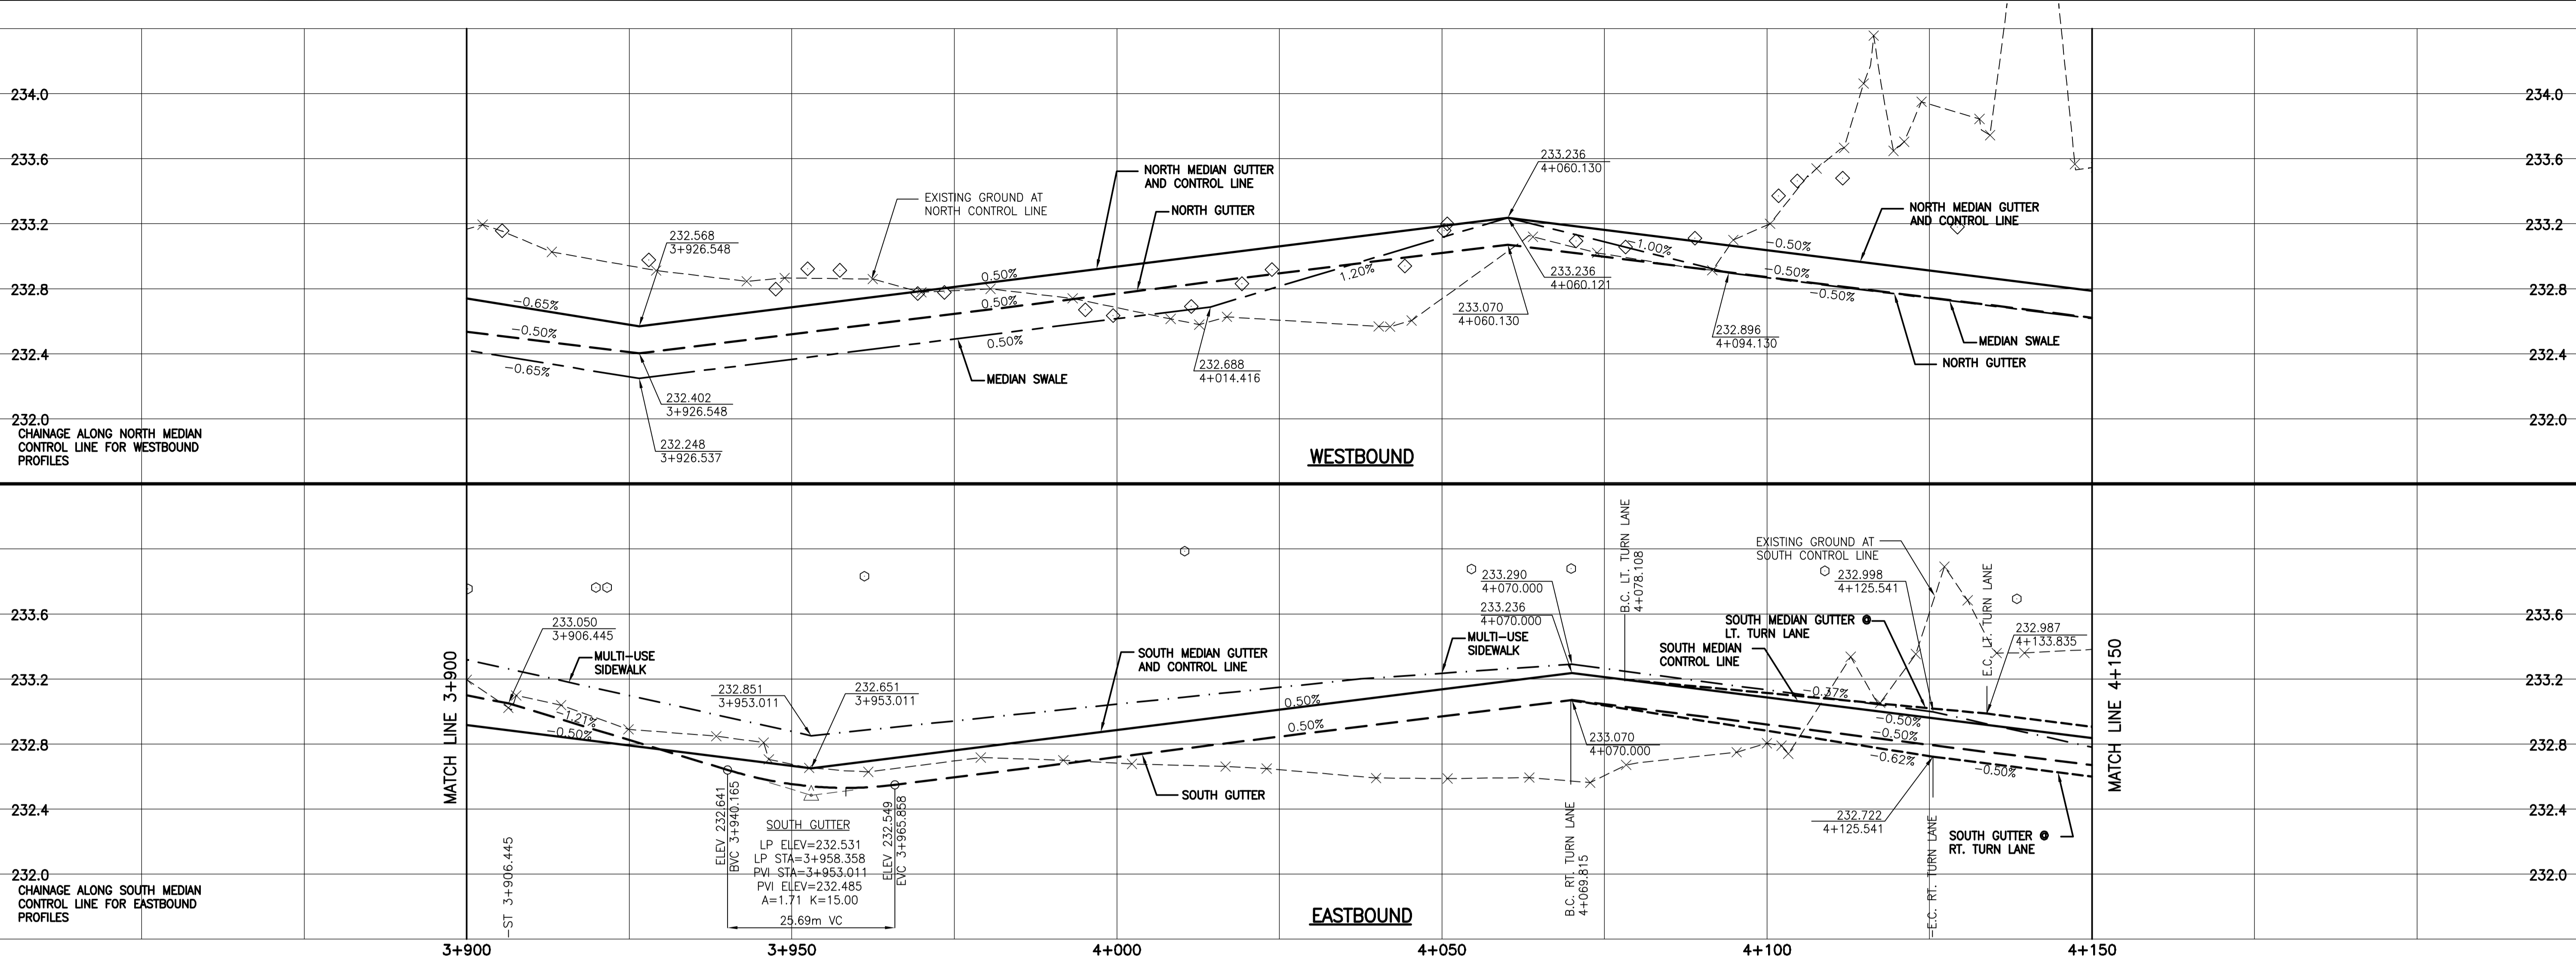 234.0
233.6
233.2
232.8
232.4
232.0
CHAINAGE ALONG NORTH MEDIAN
CONTROL LINE FOR WESTBOUND
PROFILES
-0.65%
-0.50%
-0.65%
232.568
3+926.548
232.402
3+926.548
232.248
3+926.537
EXISTING GROUND AT
NORTH CONTROL LINE
NORTH MEDIAN GUTTER
AND CONTROL LINE
NORTH GUTTER
0.50%
0.50%
0.50%
MEDIAN SWALE
232.688
4+014.416
1.20%
233.236
4+060.130
233.236
4+060.121
233.070
4+060.130
-1.00%
-0.50%
-0.50%
-0.50%
232.896
4+094.130
NORTH MEDIAN GUTTER
AND CONTROL LINE
MEDIAN SWALE
NORTH GUTTER
234.0
233.6
233.2
232.8
232.4
232.0
WESTBOUND
233.6
233.2
232.8
232.4
232.0
CHAINAGE ALONG SOUTH MEDIAN
CONTROL LINE FOR EASTBOUND
PROFILES
MATCH LINE 3+900
233.050
3+906.445
MULTI-USE
SIDEWALK
-1.21%
-0.50%
ST 3+906.445
232.851
3+953.011
232.651
3+953.011
ELEV 232.641
BVC 3+940.165
SOUTH GUTTER
LP ELEV=232.531
LP STA=3+958.358
PVI STA=3+953.011
PVI ELEV=232.485
A=1.71 K=15.00
25.69m VC
ELEV 232.549
EVC 3+965.858
SOUTH MEDIAN GUTTER
AND CONTROL LINE
0.50%
0.50%
SOUTH GUTTER
MULTI-USE
SIDEWALK
233.290
4+070.000
233.236
4+070.000
233.070
4+070.000
B.C. RT. TURN LANE
4+069.815
B.C. LT. TURN LANE
4+078.108
EXISTING GROUND AT
SOUTH CONTROL LINE
SOUTH MEDIAN GUTTER @
LT. TURN LANE
SOUTH MEDIAN
CONTROL LINE
232.998
4+125.541
-0.37%
-0.50%
-0.50%
-0.62%
-0.50%
E.C. LT. TURN LANE
232.987
4+133.835
232.722
4+125.541
E.C. RT. TURN LANE
SOUTH GUTTER @
RT. TURN LANE
MATCH LINE 4+150
233.6
233.2
232.8
232.4
232.0
EASTBOUND
3+900
3+950
4+000
4+050
4+100
4+150